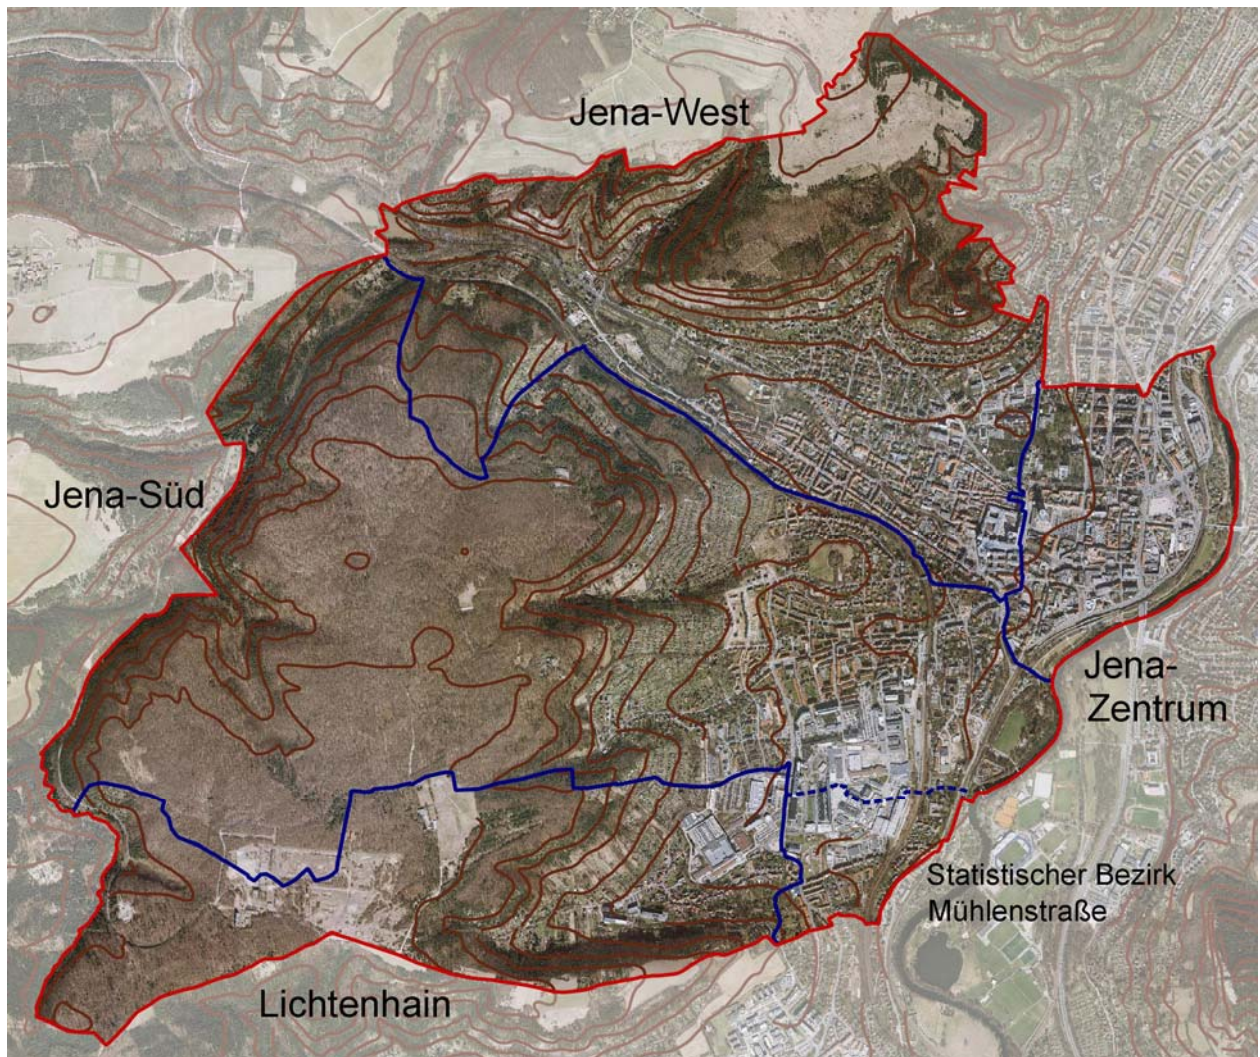 Jena-West
Jena-Süd
Jena-
Zentrum
Statistischer Bezirk
Mühlenstraße
Lichtenhain